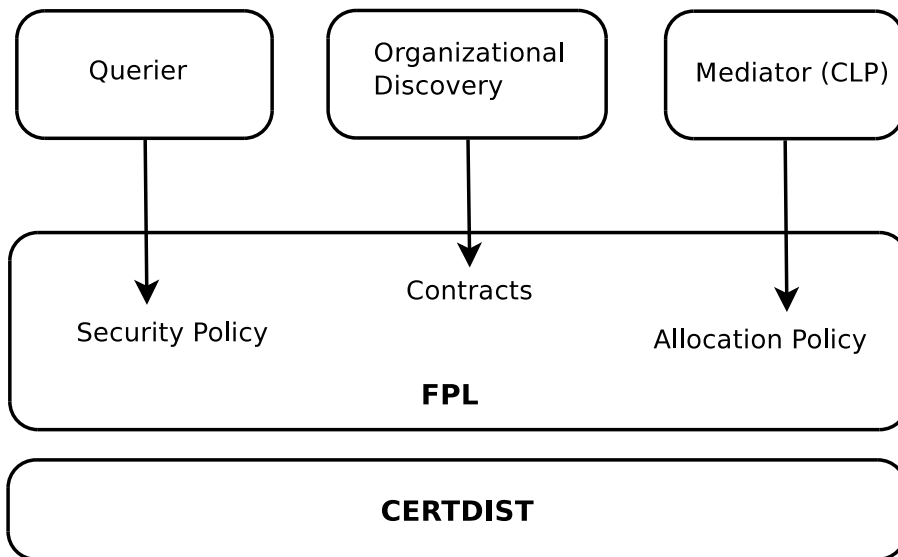 Querier
Organizational
Discovery
Mediator (CLP)
Contracts
Security Policy
Allocation Policy
FPL
CERTDIST